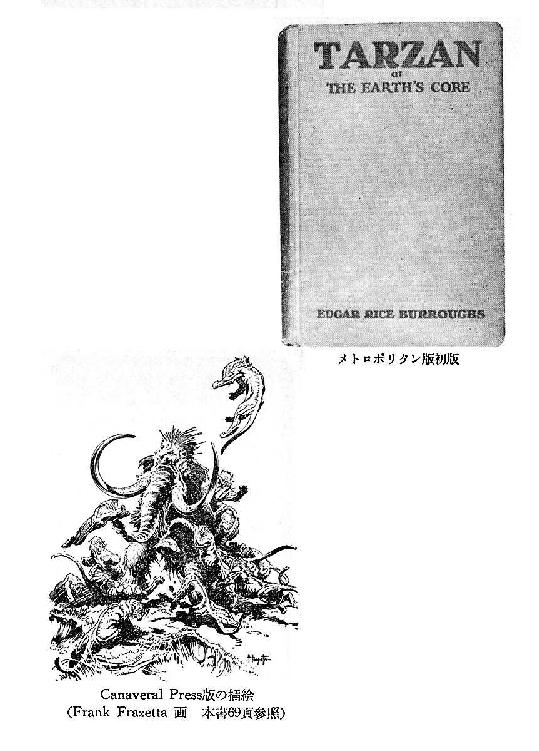 TARZAN
at
THE EARTH'S CORE
EDGAR RICE BURROUGHS
メトロポリタン版初版
Canaveral Press版の挿絵
(Frank Frazetta 画 本書69頁参照)